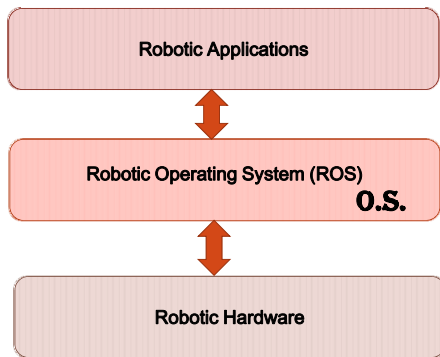 Robotic Applications
Robotic Operating System (ROS)
O.S.
Robotic Hardware